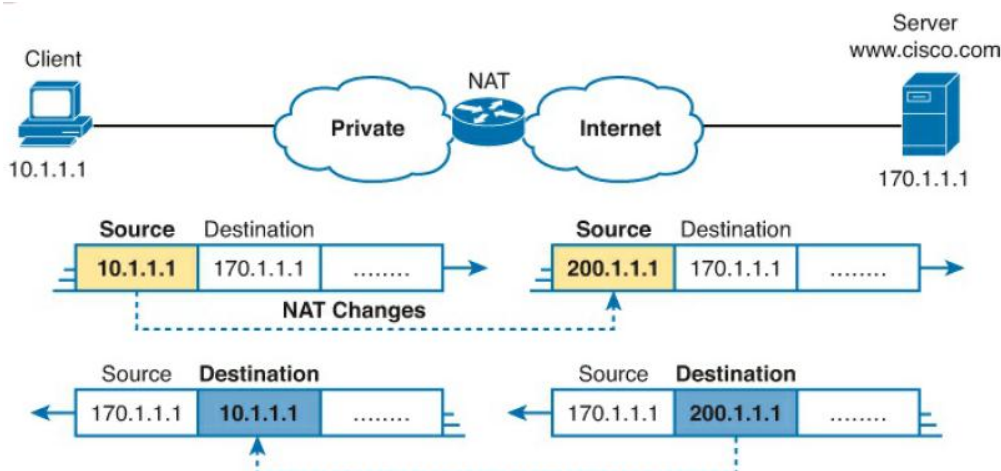 Server
www.cisco.com
Client
NAT
Private
Internet
10.1.1.1
170.1.1.1
Source Destination
Source Destination
10.1.1.1 170.1.1.1 ........
200.1.1.1 170.1.1.1 ........
NAT Changes
Source Destination
Source Destination
170.1.1.1 10.1.1.1 ........
170.1.1.1 200.1.1.1 ........